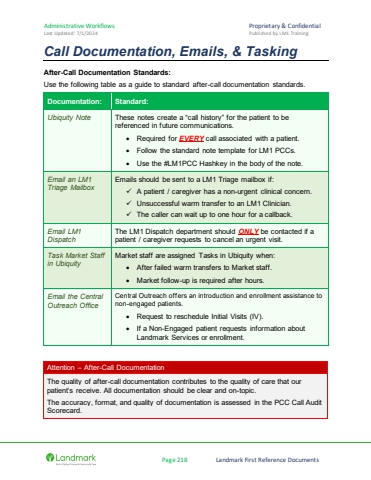 Administrative Workflows
Proprietary & Confidential
Last Updated: 7/1/2024
Published by LM1 Training
Call Documentation, Emails, & Tasking
After-Call Documentation Standards:
Use the following table as a guide to standard after-call documentation standards.
Documentation: Standard:
Ubiquity Note
These notes create a "call history" for the patient to be
referenced in future communications.
• Required for EVERY call associated with a patient.
• Follow the standard note template for LM1 PCCs.
• Use the #LM1PCC Hashkey in the body of the note.
Email an LM1
Triage Mailbox
Emails should be sent to a LM1 Triage mailbox if:
✓ A patient / caregiver has a non-urgent clinical concern.
✓ Unsuccessful warm transfer to an LM1 Clinician.
✓ The caller can wait up to one hour for a callback.
Email LM1
Dispatch
The LM1 Dispatch department should ONLY be contacted if a
patient / caregiver requests to cancel an urgent visit.
Task Market Staff
in Ubiquity
Market staff are assigned Tasks in Ubiquity when:
• After failed warm transfers to Market staff.
• Market follow-up is required after hours.
Email the Central
Outreach Office
Central Outreach offers an introduction and enrollment assistance to
non-engaged patients.
• Request to reschedule Initial Visits (IV).
• If a Non-Engaged patient requests information about
Landmark Services or enrollment.
Attention – After-Call Documentation
The quality of after-call documentation contributes to the quality of care that our
patient's receive. All documentation should be clear and on-topic.
The accuracy, format, and quality of documentation is assessed in the PCC Call Audit
Scorecard.
Landmark
Page 218
Landmark First Reference Documents